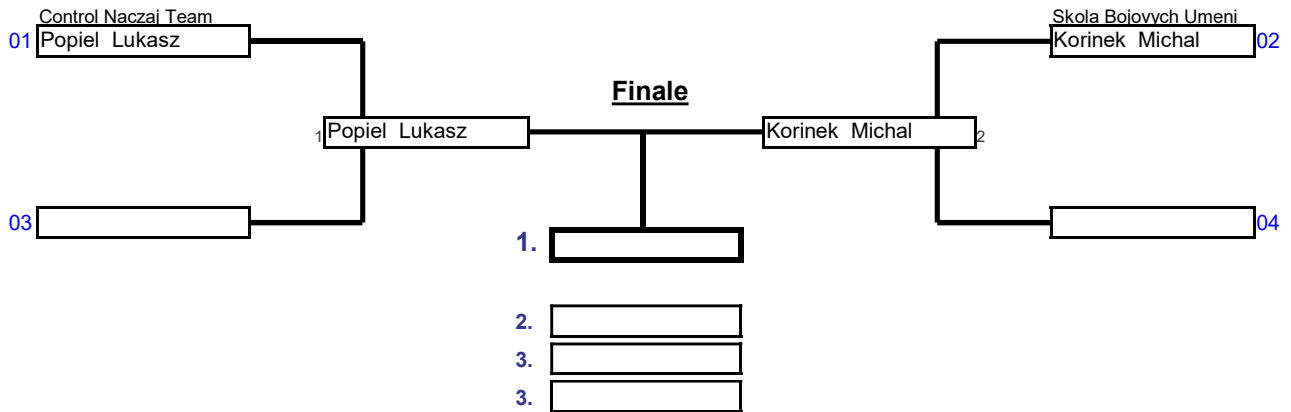 Control Naczaj Team
01 Popiel Lukasz
Skola Bojovych Umeni
Korinek Michal 02
Finale
1 Popiel Lukasz
Korinek Michal 2
03
04
1.
2.
3.
3.